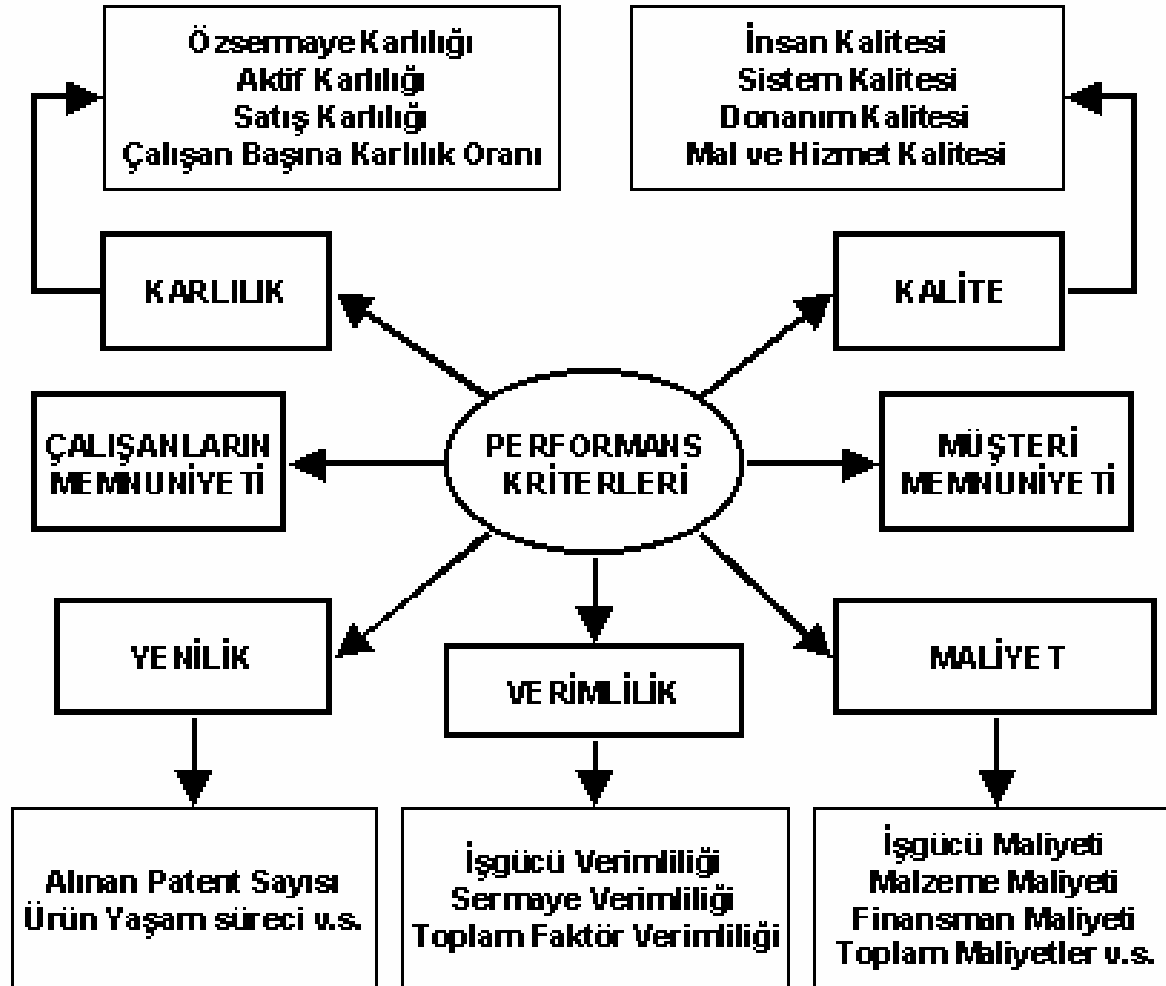 Özsermaye Karlılığı
Aktif Karlılığı
Satış Karlılığı
Çalışan Başına Karlılık Oranı
İnsan Kalitesi
Sistem Kalitesi
Donanım Kalitesi
Mal ve Hizmet Kalitesi
KARLILIK
KALİTE
ÇALIŞANLARIN
MEMNUNİYETİ
PERFORMANS
KRİTERLERİ
MÜŞTERİ
MEMNUNİYETİ
YENİLİK
VERİMLİLİK
MALİYET
Alınan Patent Sayısı
Ürün Yaşam süreci v.s.
İşgücü Verimliliği
Sermaye Verimliliği
Toplam Faktör Verimliliği
İşgücü Maliyeti
Malzeme Maliyeti
Finansman Maliyeti
Toplam Maliyetler v.s.